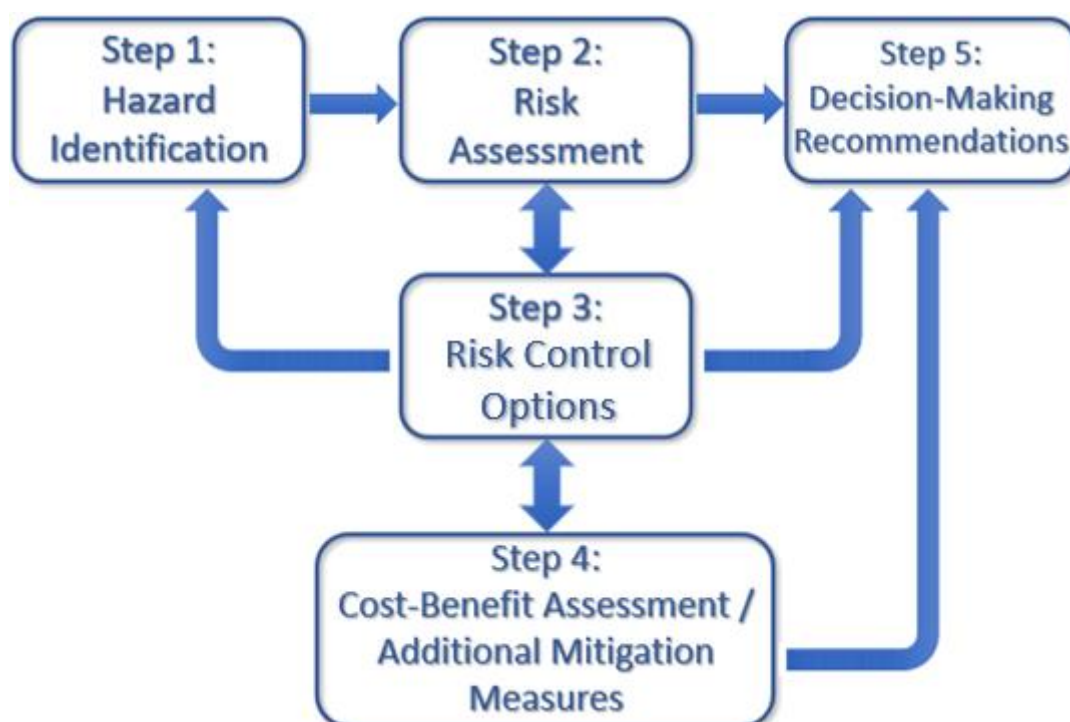 Step 1:
Hazard
Identification
Step 2:
Risk
Assessment
Step 5:
Decision-Making
Recommendations
Step 3:
Risk Control
Options
Step 4:
Cost-Benefit Assessment /
Additional Mitigation
Measures